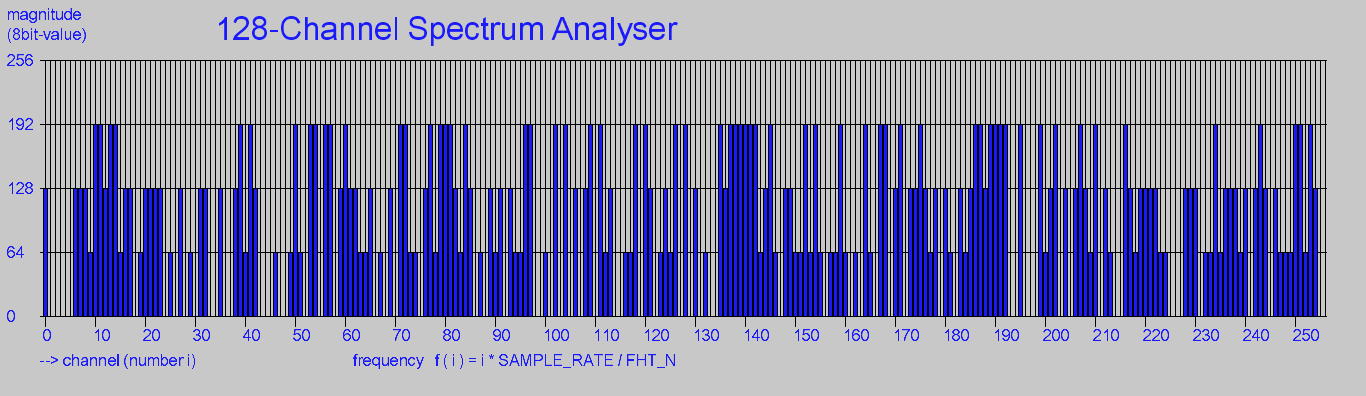 magnitude
(8bit-value)
128-Channel Spectrum Analyser
256
192
128
64
0
0 10 20 30 40 50 60 70 80 90 100 110 120 130 140 150 160 170 180 190 200 210 220 230 240 250
--> channel (number i)
frequency f ( i ) = i * SAMPLE_RATE / FHT_N